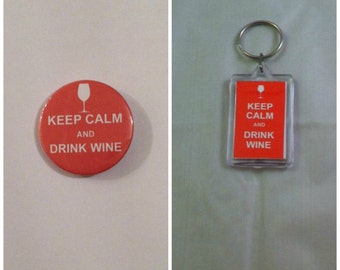 KEEP CALM
AND
DRINK WINE
KEEP
CALM
AND
DRINK
WINE